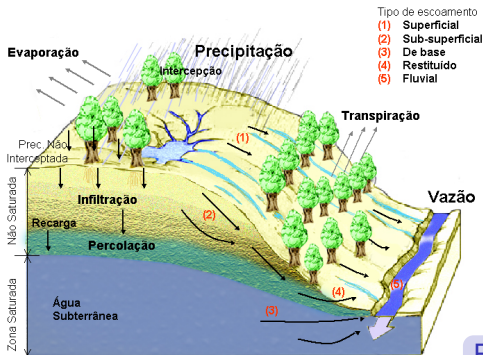 Tipo de escoamento
(1) Superficial
(2) Sub-superficial
(3) De base
(4) Restituído
(5) Fluvial
Evaporação
Precipitação
Intercepção
(1)
Transpiração
Prec. Não
Interceptada
Vazão
Não Saturada
Infiltração
(2)
Recarga
Percolação
(5)
(4)
(3)
Água
Subterrânea
Zona Saturada